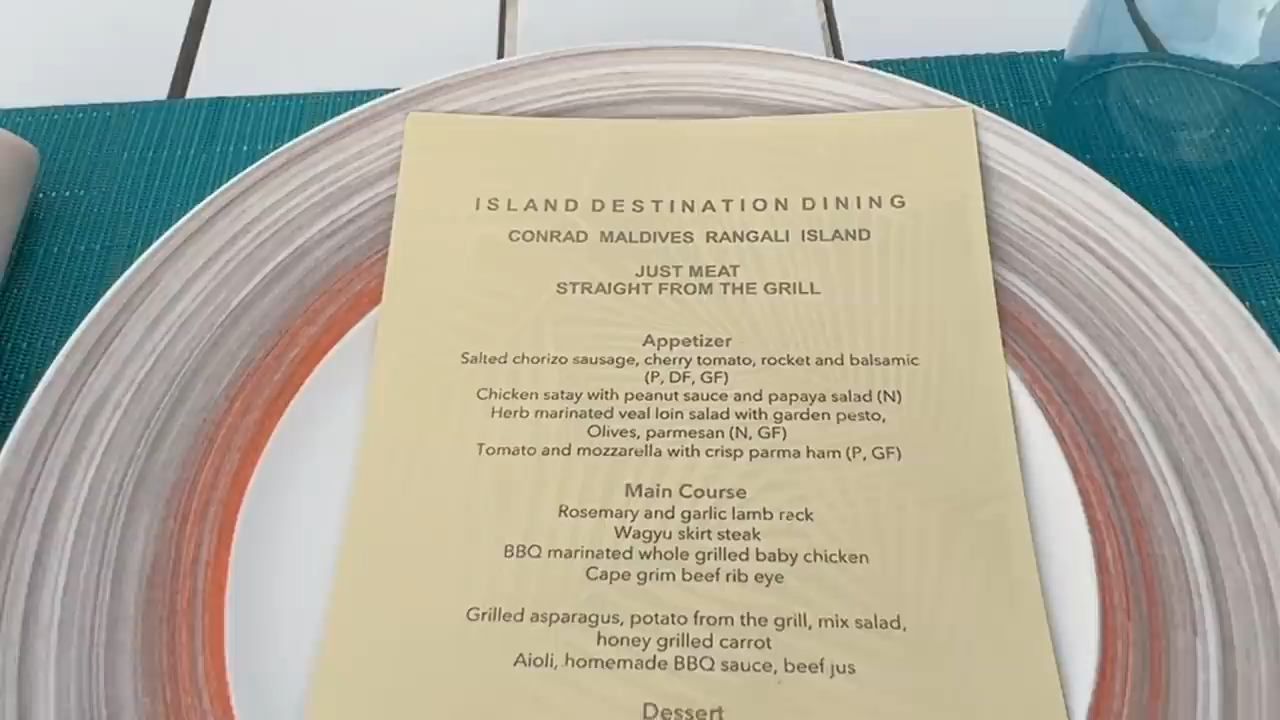 ISLAND DESTINATION DINING
CONRAD MALDIVES RANGALI ISLAND
JUST MEAT
STRAIGHT FROM THE GRILL
Appetizer
Salted chorizo sausage, cherry tomato, rocket and balsamic
(P, DF, GF)
Chicken satay with peanut sauce and papaya salad (N)
Herb marinated veal loin salad with garden pesto,
Olives, parmesan (N, GF)
Tomato and mozzarella with crisp parma ham (P, GF)
Main Course
Rosemary and garlic lamb rack
Wagyu skirt steak
BBQ marinated whole grilled baby chicken
Cape grim beef rib eye
Grilled asparagus, potato from the grill, mix salad,
honey grilled carrot
Aioli, homemade BBQ sauce, beef jus
Dessert